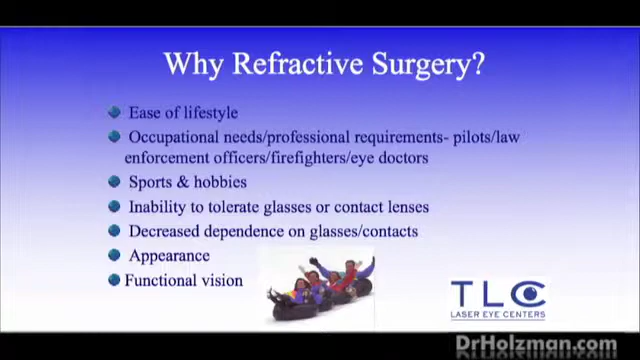 Why Refractive Surgery?
Ease of lifestyle
Occupational needs/professional requirements- pilots/law
enforcement officers/firefighters/eye doctors
Sports & hobbies
Inability to tolerate glasses or contact lenses
Decreased dependence on glasses/contacts
Appearance
Functional vision
TLC
LASER EYE CENTERS
DrHolzman.com